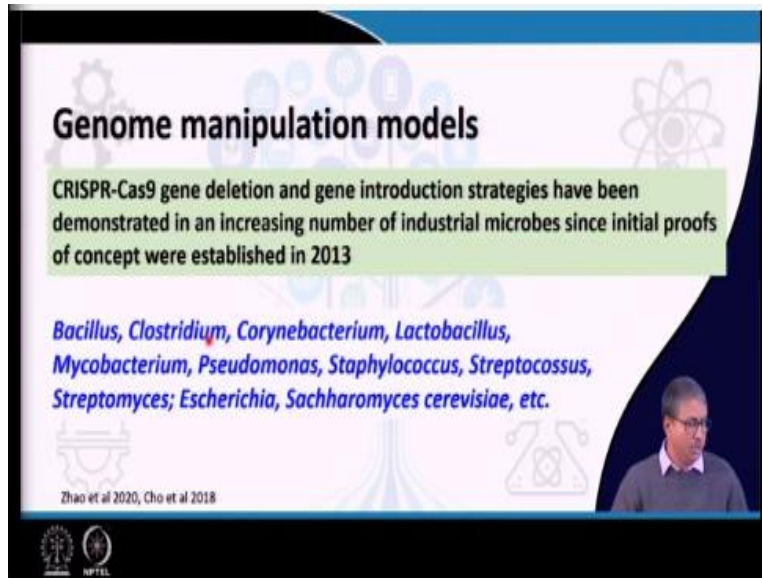 Genome manipulation models
CRISPR-Cas9 gene deletion and gene introduction strategies have been
demonstrated in an increasing number of industrial microbes since initial proofs
of concept were established in 2013
Bacillus, Clostridium, Corynebacterium, Lactobacillus,
Mycobacterium, Pseudomonas, Staphylococcus, Streptocossus,
Streptomyces; Escherichia, Sachharomyces cerevisiae, etc.
Zhao et al 2020, Cho et al 2018
NPTEL